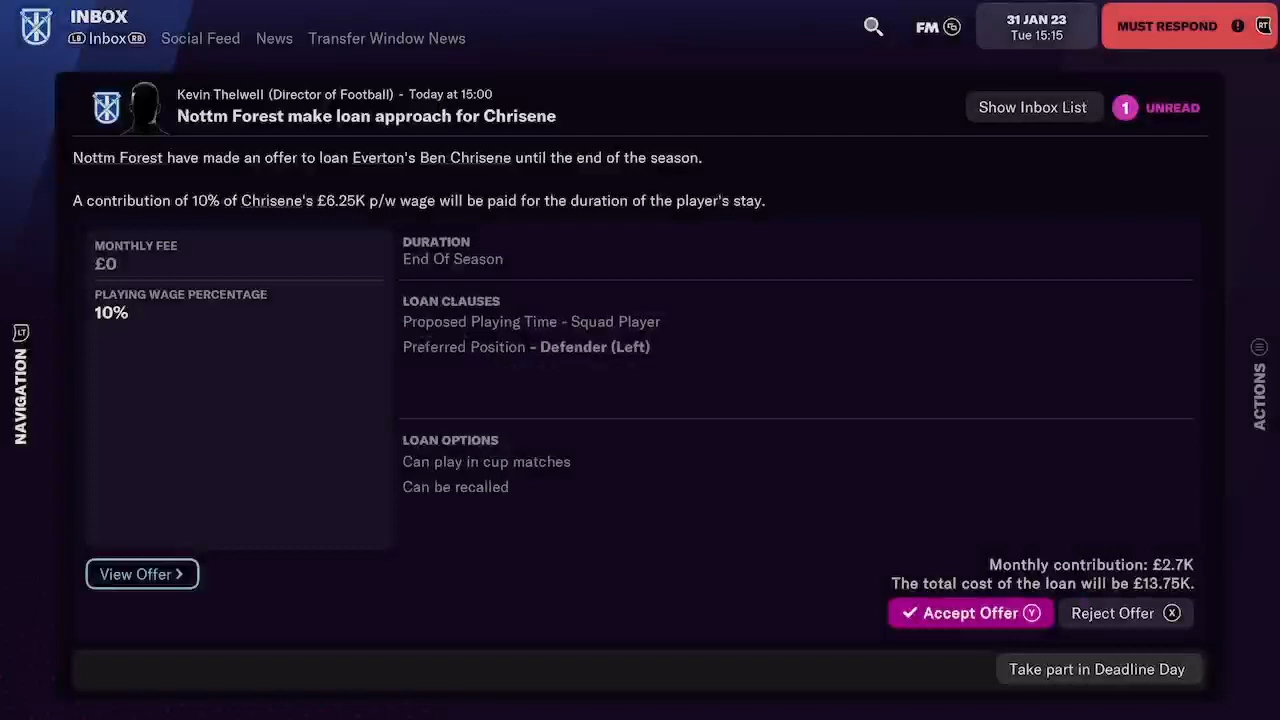 INBOX
LB Inbox RB Social Feed News Transfer Window News
FM
31 JAN 23
Tue 15:15
MUST RESPOND
RT
Kevin Thelwell (Director of Football) - Today at 15:00
Nottm Forest make loan approach for Chrisene
Show Inbox List
1 UNREAD
Nottm Forest have made an offer to loan Everton's Ben Chrisene until the end of the season.
A contribution of 10% of Chrisene's £6.25K p/w wage will be paid for the duration of the player's stay.
MONTHLY FEE
£0
PLAYING WAGE PERCENTAGE
10%
DURATION
End Of Season
LOAN CLAUSES
Proposed Playing Time - Squad Player
Preferred Position - Defender (Left)
LOAN OPTIONS
Can play in cup matches
Can be recalled
View Offer >
Monthly contribution: £2.7K
The total cost of the loan will be £13.75K.
Accept Offer Y
Reject Offer X
Take part in Deadline Day
NAVIGATION LT
ACTIONS